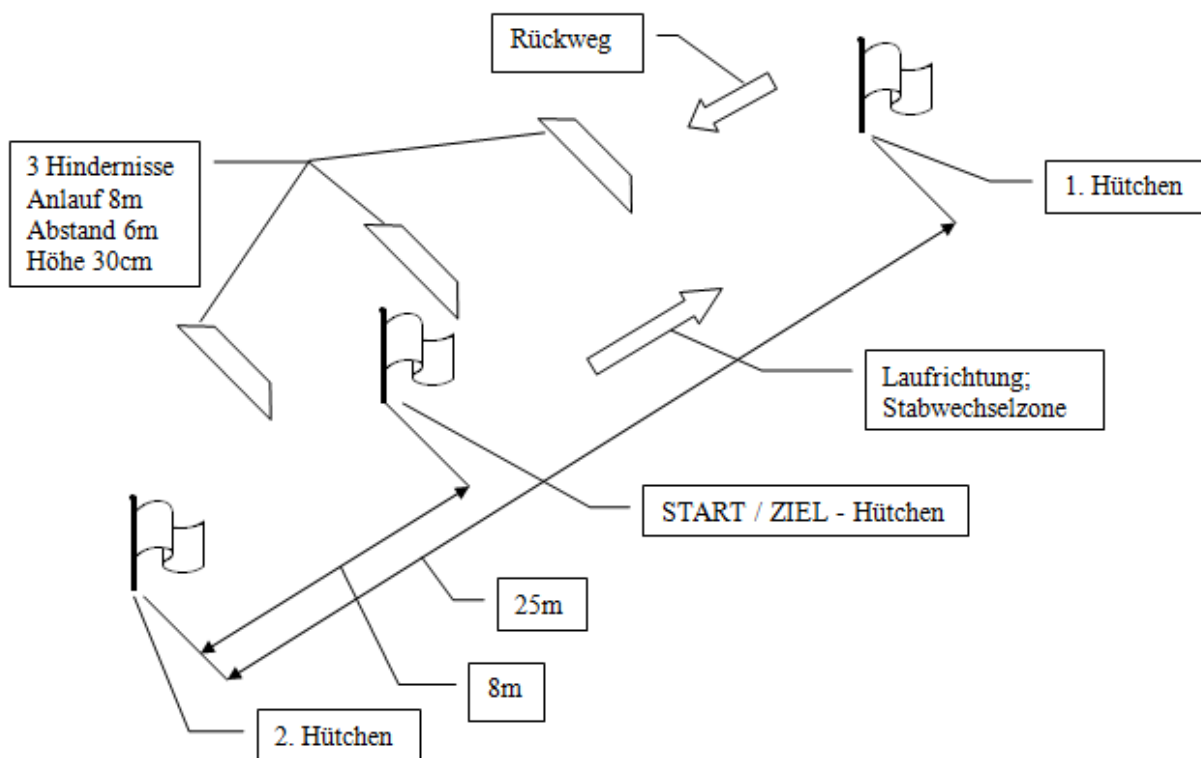 Rückweg
3 Hindernisse
Anlauf 8m
Abstand 6m
Höhe 30cm
1. Hütchen
Laufrichtung;
Stabwechselzone
START / ZIEL - Hütchen
25m
8m
2. Hütchen